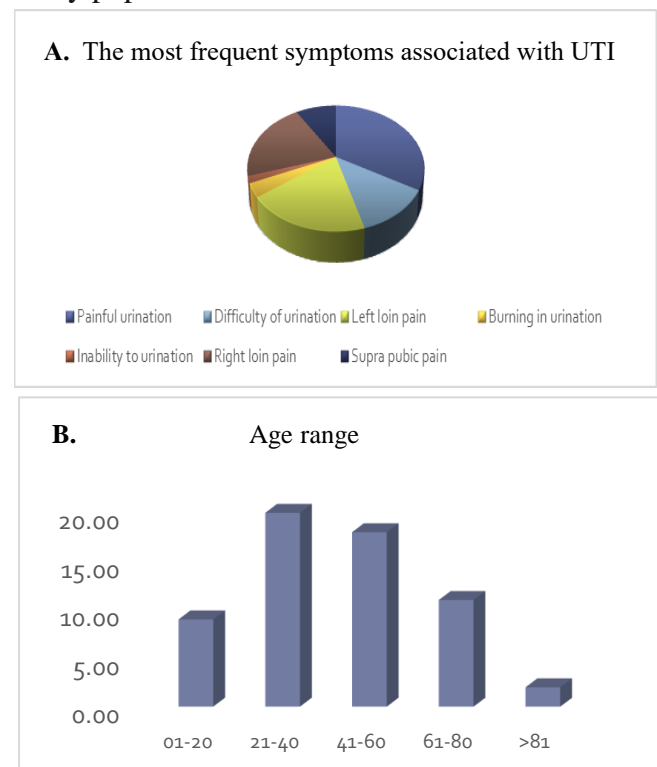 A. The most frequent symptoms associated with UTI
Painful urination Difficulty of urination Left loin pain Burning in urination
Inability to urination Right loin pain Supra pubic pain
B. Age range
20.00
15.00
10.00
5.00
0.00
01-20 21-40 41-60 61-80 >81